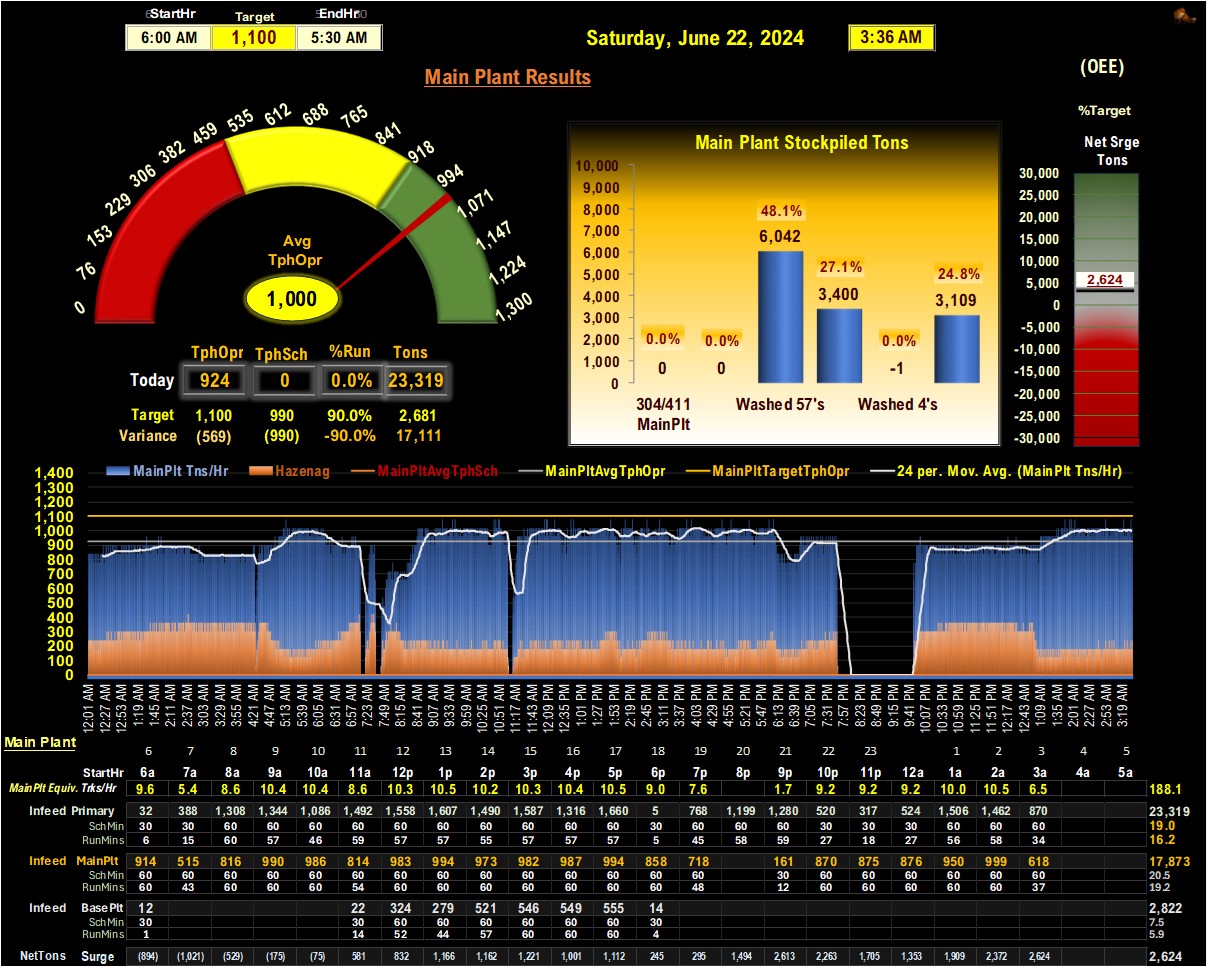 StartHr Target EndHr
6:00 AM 1,100 5:30 AM
Saturday, June 22, 2024 3:36 AM
(OEE)
Main Plant Results
%Target
Net Srge
Tons
0 76 153 229 306 382 459 535 612 688 765 841 918 994 1,071 1,147 1,224 1,300
Avg
TphOpr
1,000
TphOpr TphSch %Run Tons
Today 924 0 0.0% 23,319
Target 1,100 990 90.0% 2,681
Variance (569) (990) -90.0% 17,111
Main Plant Stockpiled Tons
10,000
9,000
8,000
7,000
6,000
5,000
4,000
3,000
2,000
1,000
0
0.0% 0.0% 48.1% 27.1% 0.0% 24.8%
0 0 6,042 3,400 -1 3,109
304/411 Washed 57's Washed 4's
MainPlt
30,000
25,000
20,000
15,000
10,000
5,000
0
-5,000
-10,000
-15,000
-20,000
-25,000
-30,000
2,624
MainPlt Tns/Hr Hazenag MainPltAvgTphSch MainPltAvgTphOpr MainPltTargetTphOpr 24 per. Mov. Avg. (MainPlt Tns/Hr)
1,400
1,300
1,200
1,100
1,000
900
800
700
600
500
400
300
200
100
0
12:01 AM 12:27 AM 12:53 AM 1:19 AM 1:45 AM 2:11 AM 2:37 AM 3:03 AM 3:29 AM 3:55 AM 4:21 AM 4:47 AM 5:13 AM 5:39 AM 6:05 AM 6:31 AM 6:57 AM 7:23 AM 7:49 AM 8:15 AM 8:41 AM 9:07 AM 9:33 AM 9:59 AM 10:25 AM 10:51 AM 11:17 AM 11:43 AM 12:09 PM 12:35 PM 1:01 PM 1:27 PM 1:53 PM 2:19 PM 2:45 PM 3:11 PM 3:37 PM 4:03 PM 4:29 PM 4:55 PM 5:21 PM 5:47 PM 6:13 PM 6:39 PM 7:05 PM 7:31 PM 7:57 PM 8:23 PM 8:49 PM 9:15 PM 9:41 PM 10:07 PM 10:33 PM 10:59 PM 11:25 PM 11:51 PM 12:17 AM 12:43 AM 1:09 AM 1:35 AM 2:01 AM 2:27 AM 2:53 AM 3:19 AM
Main Plant
6 7 8 9 10 11 12 13 14 15 16 17 18 19 20 21 22 23 1 2 3 4 5
StartHr 6a 7a 8a 9a 10a 11a 12p 1p 2p 3p 4p 5p 6p 7p 8p 9p 10p 11p 12a 1a 2a 3a 4a 5a
MainPlt Equiv. Trks/Hr 9.6 5.4 8.6 10.4 10.4 8.6 10.3 10.5 10.2 10.3 10.4 10.5 9.0 7.6 1.7 9.2 9.2 9.2 10.0 10.5 6.5 188.1
Infeed Primary 32 388 1,308 1,344 1,086 1,492 1,558 1,607 1,490 1,587 1,316 1,660 5 768 1,199 1,280 520 317 524 1,506 1,462 870 23,319
SchMin 30 30 60 60 60 60 60 60 60 60 60 60 30 60 60 60 30 30 30 60 60 60 19.0
RunMins 6 15 60 57 46 59 57 57 55 57 57 57 5 45 58 59 27 18 27 56 58 34 16.2
Infeed MainPlt 914 515 816 990 986 814 983 994 973 982 987 994 858 718 161 870 875 876 950 999 618 17,873
SchMin 60 60 60 60 60 60 60 60 60 60 60 60 60 60 30 60 60 60 60 60 60 20.5
RunMins 60 43 60 60 60 54 60 60 60 60 60 60 60 48 12 60 60 60 60 60 37 19.2
Infeed BasePlt 12 22 324 279 521 546 549 555 14 2,822
SchMin 30 30 60 60 60 60 60 60 30 7.5
RunMins 1 14 52 44 57 60 60 60 4 5.9
NetTons Surge (894) (1,021) (529) (175) (75) 581 832 1,166 1,162 1,221 1,001 1,112 245 295 1,494 2,613 2,263 1,705 1,353 1,909 2,372 2,624 2,624